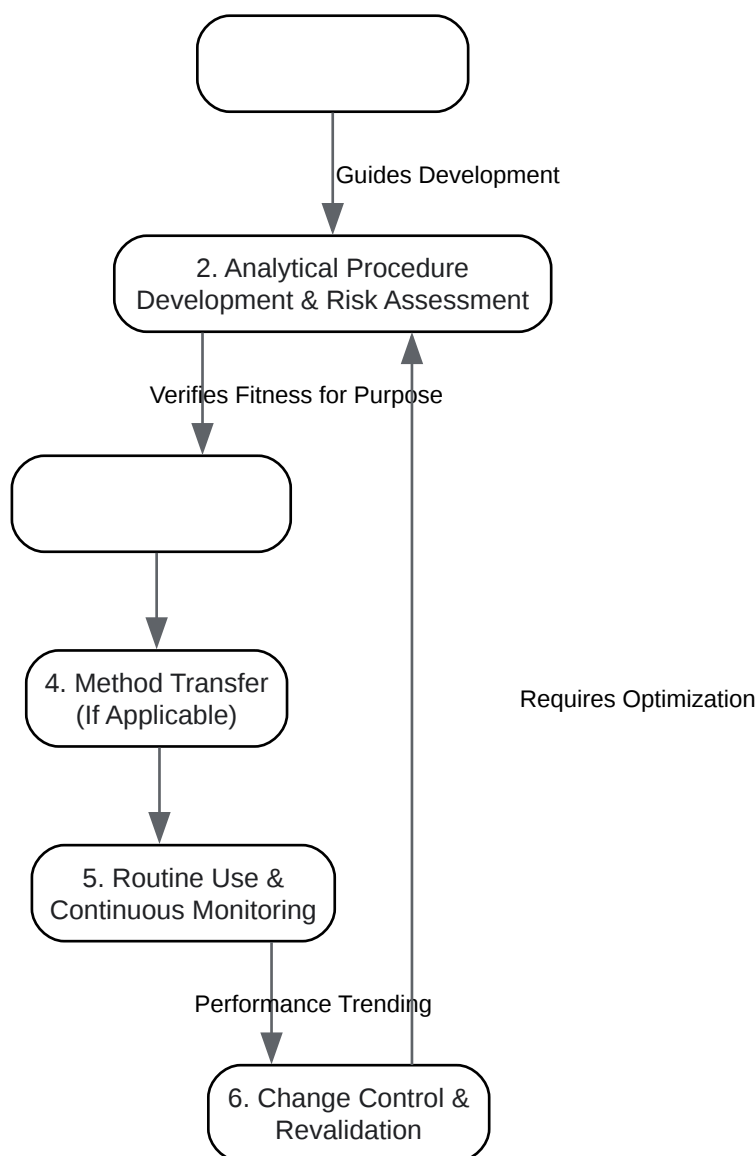 Guides Development
2. Analytical Procedure
Development & Risk Assessment
Verifies Fitness for Purpose
4. Method Transfer
(If Applicable)
Requires Optimization
5. Routine Use &
Continuous Monitoring
Performance Trending
6. Change Control &
Revalidation